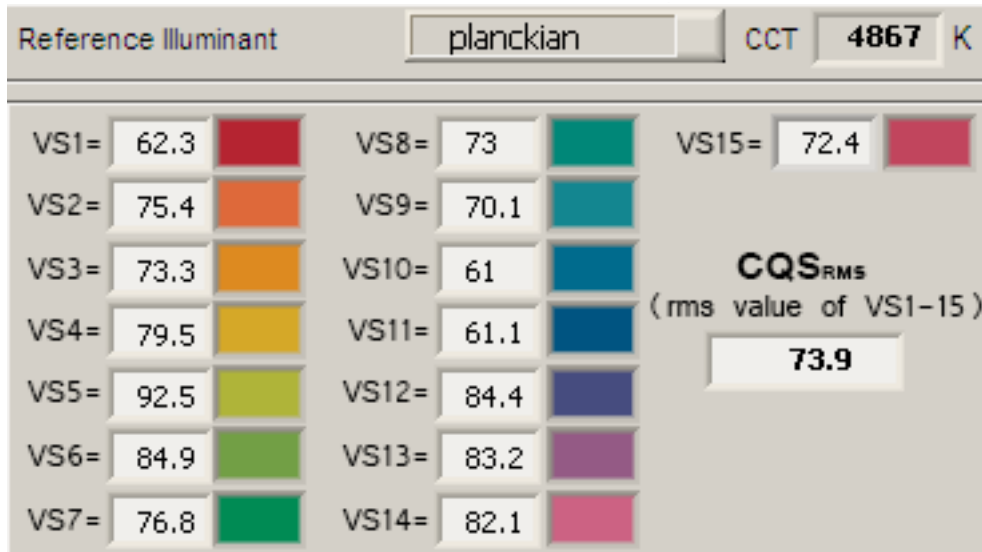 Reference Illuminant planckian CCT 4867 K
VS1= 62.3 VS8= 73 VS15= 72.4
VS2= 75.4 VS9= 70.1
VS3= 73.3 VS10= 61 CQSRMS
VS4= 79.5 VS11= 61.1 (rms value of VS1-15)
VS5= 92.5 VS12= 84.4 73.9
VS6= 84.9 VS13= 83.2
VS7= 76.8 VS14= 82.1